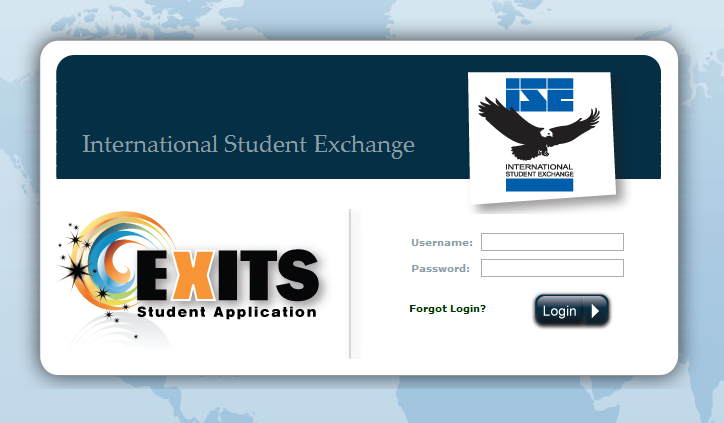 International Student Exchange
ISE
INTERNATIONAL
STUDENT EXCHANGE
EXITS
Student Application
Username:
Password:
Forgot Login?
Login